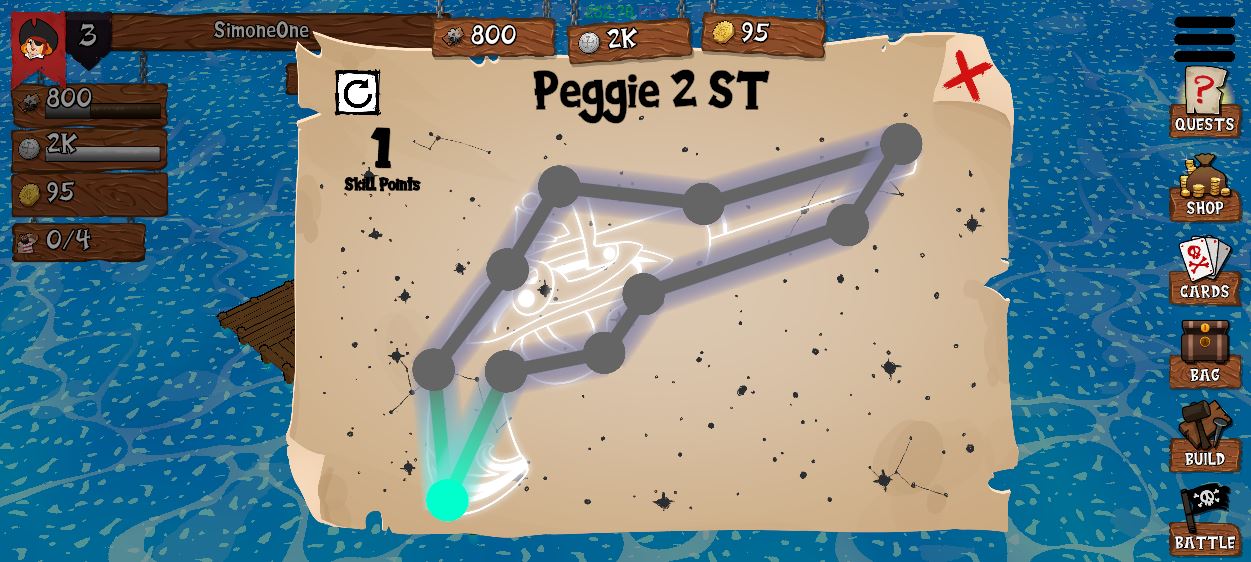 SimoneOne
3
800
2K
95
Peggie 2 ST
1
Skill Points
800
2K
95
0/4
?
QUESTS
SHOP
CARDS
BAG
BUILD
BATTLE